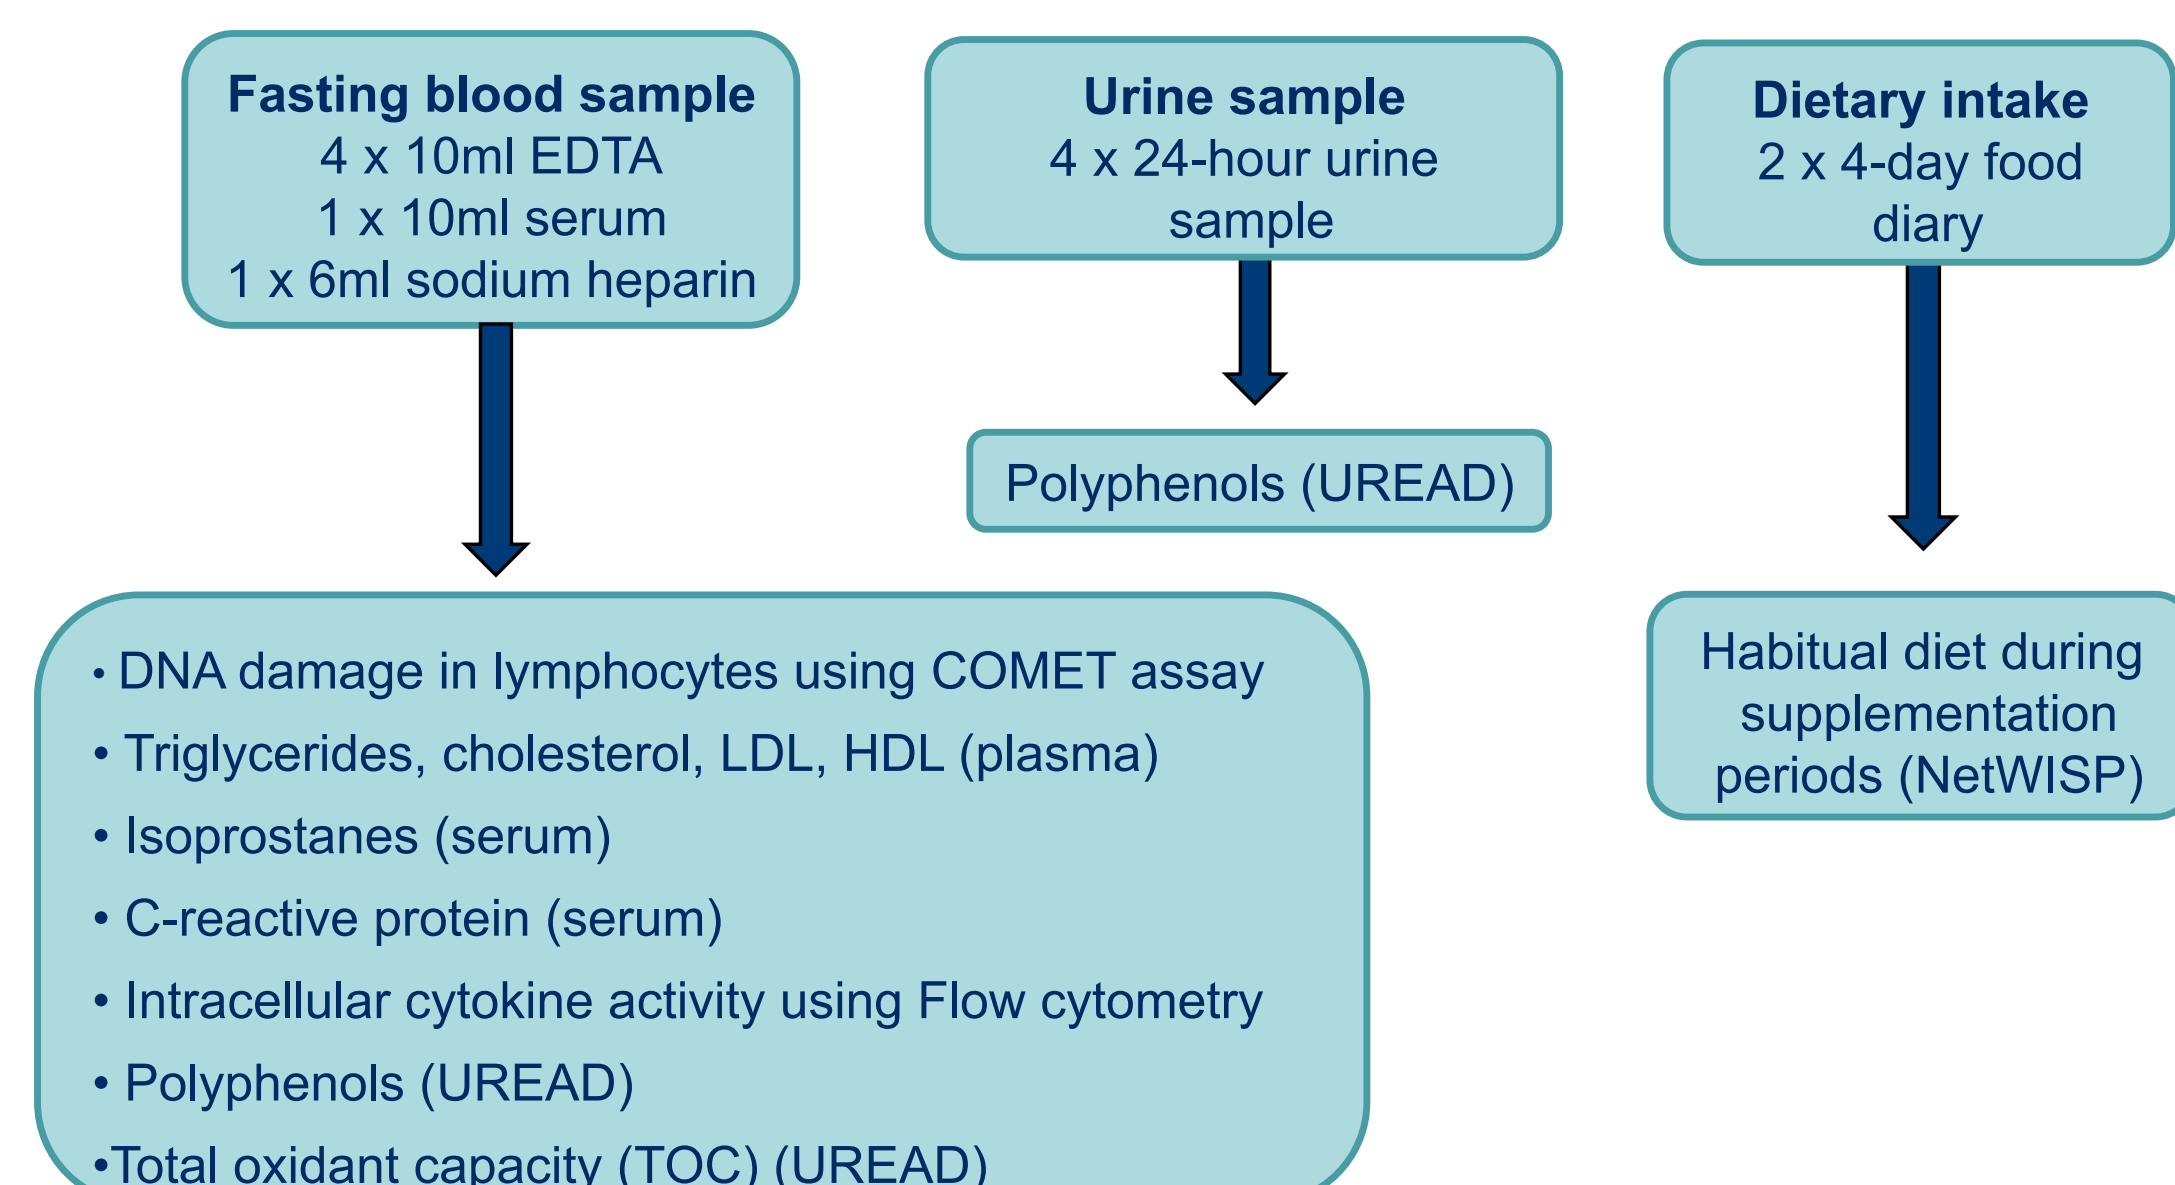 Fasting blood sample
4 x 10ml EDTA
1 x 10ml serum
1 x 6ml sodium heparin
Urine sample
4 x 24-hour urine
sample
Dietary intake
2 x 4-day food
diary
Polyphenols (UREAD)
• DNA damage in lymphocytes using COMET assay
• Triglycerides, cholesterol, LDL, HDL (plasma)
• Isoprostanes (serum)
• C-reactive protein (serum)
• Intracellular cytokine activity using Flow cytometry
• Polyphenols (UREAD)
•Total oxidant capacity (TOC) (UREAD)
Habitual diet during
supplementation
periods (NetWISP)